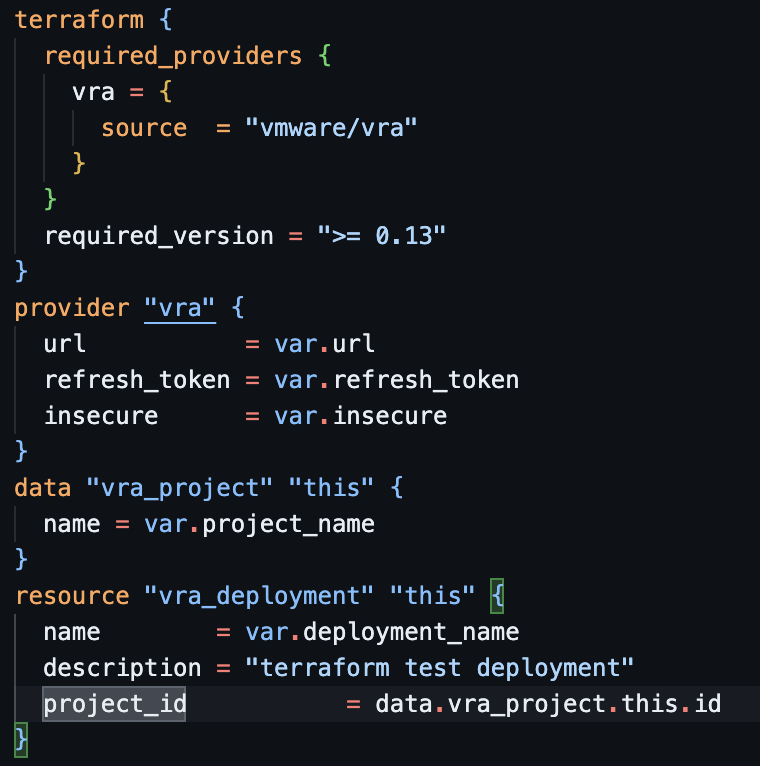 terraform {
  required_providers {
    vra = {
      source  = "vmware/vra"
    }
  }
  required_version = ">= 0.13"
}
provider "vra" {
  url           = var.url
  refresh_token = var.refresh_token
  insecure      = var.insecure
}
data "vra_project" "this" {
  name = var.project_name
}
resource "vra_deployment" "this" {
  name        = var.deployment_name
  description = "terraform test deployment"
  project_id           = data.vra_project.this.id
}